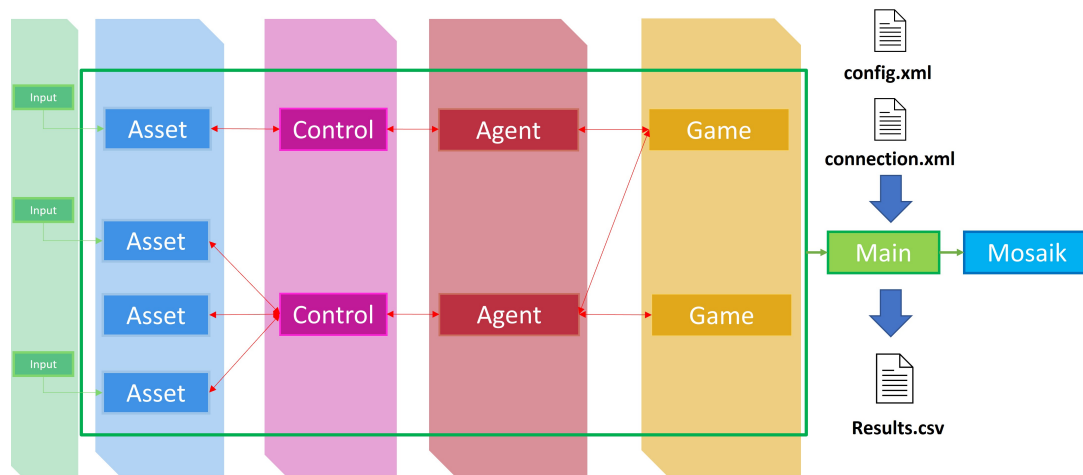 config.xml
Input
Asset
Control
Agent
Game
connection.xml
Input
Asset
Main
Mosaik
Asset
Control
Agent
Game
Input
Asset
Results.csv